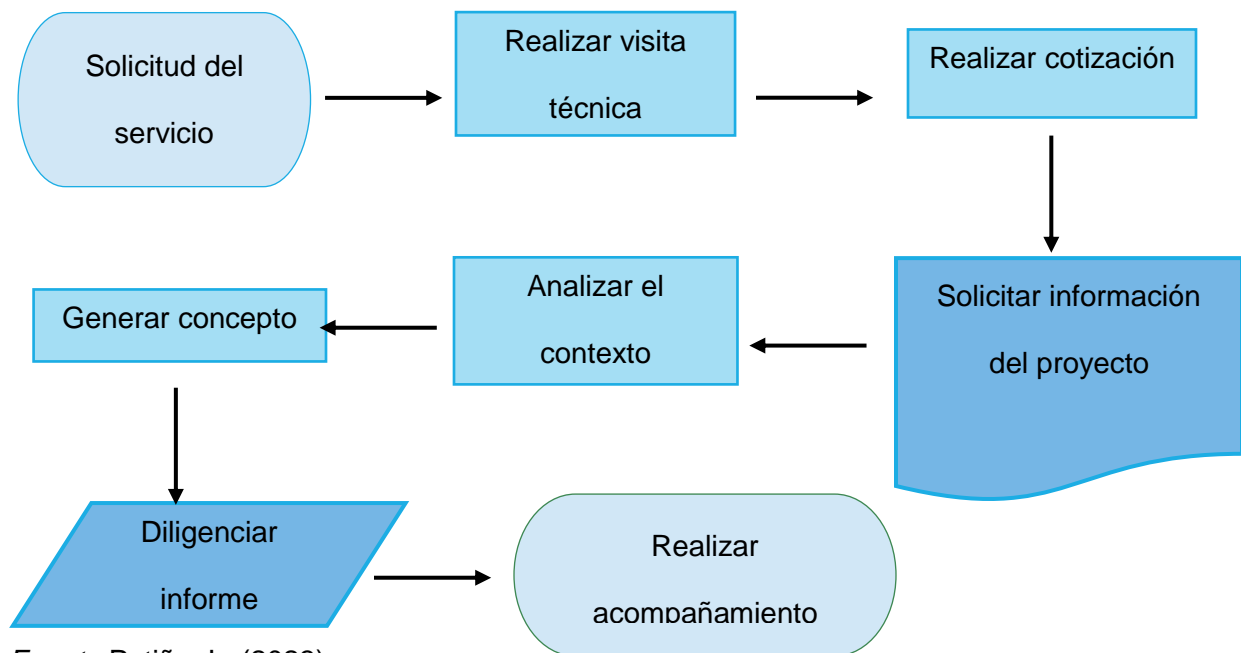 Solicitud del
servicio
Realizar visita
técnica
Realizar cotización
Solicitar información
del proyecto
Analizar el
contexto
Generar concepto
Diligenciar
informe
Realizar
acompañamiento